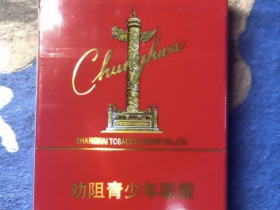 Chunghwa
SHANGHAI TOBACCO GROUP CO.,LTD.
劝阻青少年吸烟